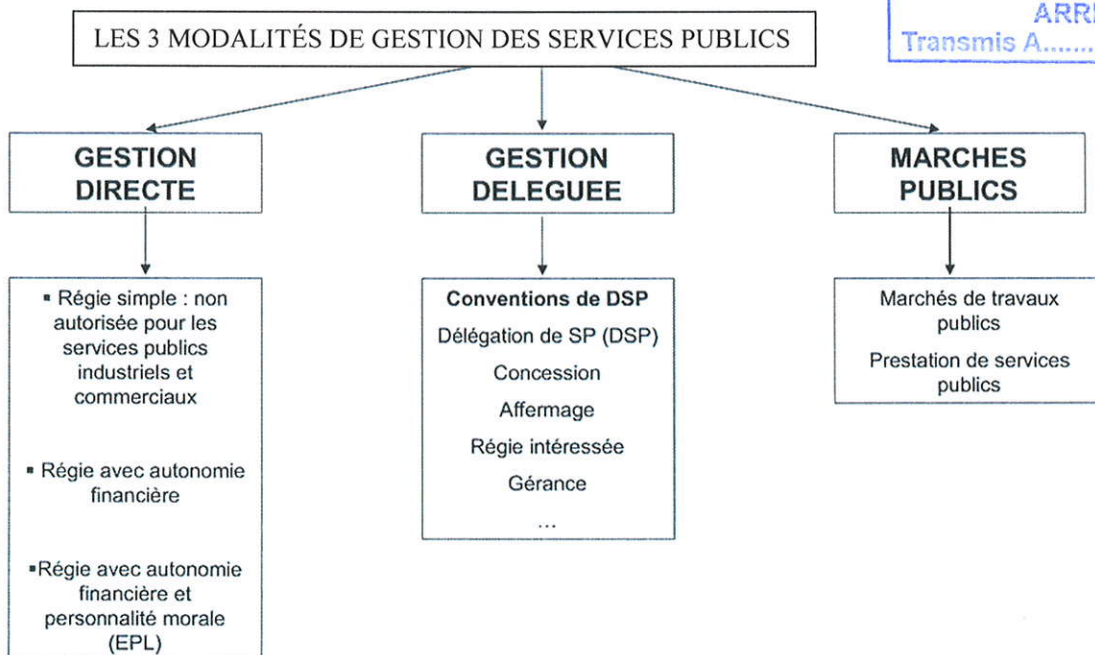 ARR
Transmis A........
LES 3 MODALITÉS DE GESTION DES SERVICES PUBLICS
GESTION
DIRECTE
▪ Régie simple : non
autorisée pour les
services publics
industriels et
commerciaux
▪ Régie avec autonomie
financière
▪Régie avec autonomie
financière et
personnalité morale
(EPL)
GESTION
DELEGUEE
Conventions de DSP
Délégation de SP (DSP)
Concession
Affermage
Régie intéressée
Gérance
...
MARCHES
PUBLICS
Marchés de travaux
publics
Prestation de services
publics